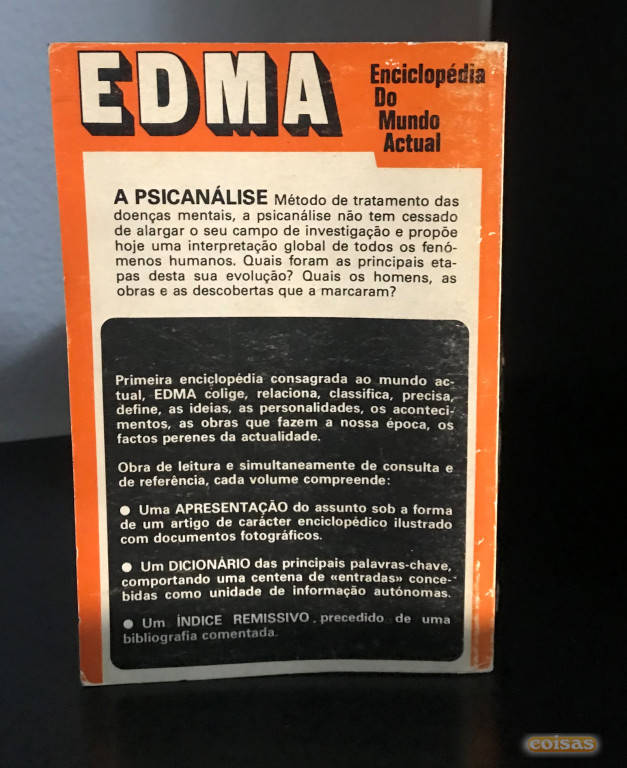 EDMA
Enciclopédia
Do
Mundo
Actual
A PSICANÁLISE Método de tratamento das
doenças mentais, a psicanálise não tem cessado
de alargar o seu campo de investigação e propõe
hoje uma interpretação global de todos os fenó-
menos humanos. Quais foram as principais eta-
pas desta sua evolução? Quais os homens, as
obras e as descobertas que a marcaram?
Primeira enciclopédia consagrada ao mundo ac-
tual, EDMA colige, relaciona, classifica, precisa,
define, as ideias, as personalidades, os aconteci-
mentos, as obras que fazem a nossa época, os
factos perenes da actualidade.
Obra de leitura e simultaneamente de consulta e
de referência, cada volume compreende:
● Uma APRESENTAÇÃO do assunto sob a forma
de um artigo de carácter enciclopédico ilustrado
com documentos fotográficos.
● Um DICIONÁRIO das principais palavras-chave,
comportando uma centena de «entradas» conce-
bidas como unidade de informação autónomas.
● Um ÍNDICE REMISSIVO, precedido de uma
bibliografia comentada.
coisas